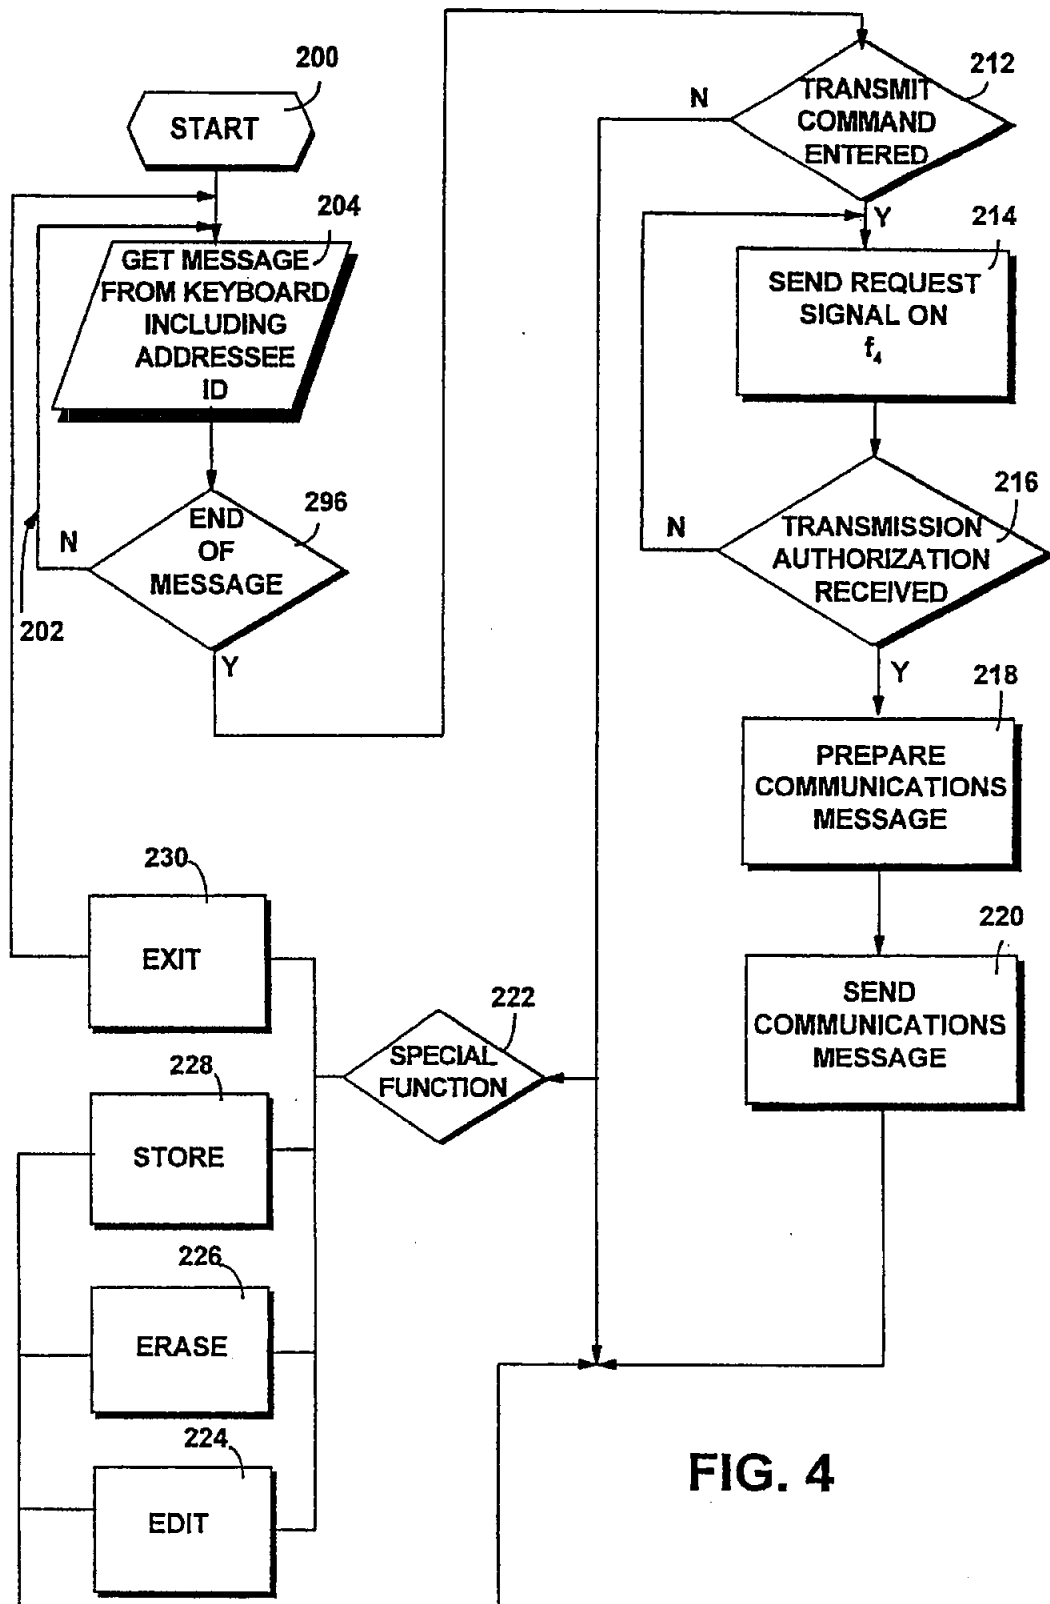 200
START
204
GET MESSAGE
FROM KEYBOARD
INCLUDING
ADDRESSEE
ID
296
END
OF
MESSAGE
N
202
Y
212
TRANSMIT
COMMAND
ENTERED
N
Y
214
SEND REQUEST
SIGNAL ON
f4
216
TRANSMISSION
AUTHORIZATION
RECEIVED
N
Y
218
PREPARE
COMMUNICATIONS
MESSAGE
220
SEND
COMMUNICATIONS
MESSAGE
222
SPECIAL
FUNCTION
230
EXIT
228
STORE
226
ERASE
224
EDIT
FIG. 4